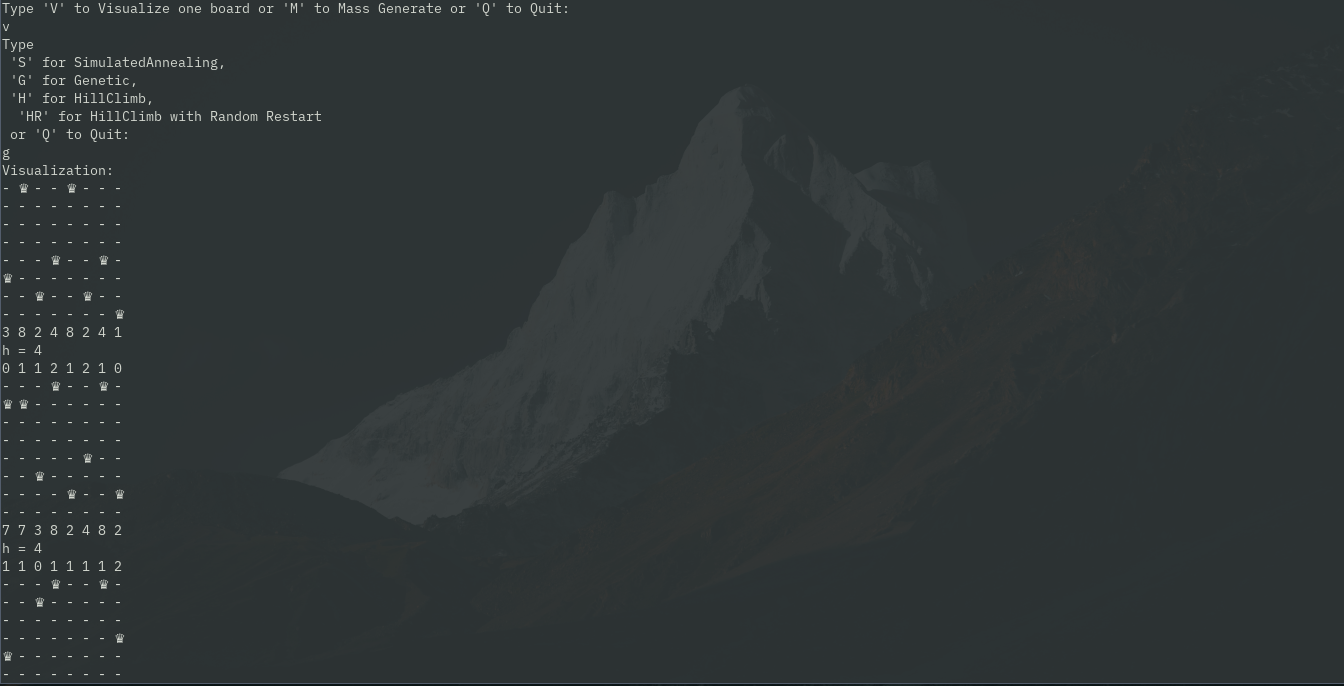 Type 'V' to Visualize one board or 'M' to Mass Generate or 'Q' to Quit:
v
Type
 'S' for SimulatedAnnealing,
 'G' for Genetic,
 'H' for HillClimb,
  'HR' for HillClimb with Random Restart
 or 'Q' to Quit:
g
Visualization:
- ♛ - - ♛ - - -
- - - - - - - -
- - - - - - - -
- - - - - - - -
- - - ♛ - - ♛ -
♛ - - - - - - -
- - ♛ - - ♛ - -
- - - - - - - ♛
3 8 2 4 8 2 4 1
h = 4
0 1 1 2 1 2 1 0
- - - ♛ - - ♛ -
♛ ♛ - - - - - -
- - - - - - - -
- - - - - - - -
- - - - - ♛ - -
- - ♛ - - - - -
- - - - ♛ - - ♛
- - - - - - - -
7 7 3 8 2 4 8 2
h = 4
1 1 0 1 1 1 1 2
- - - ♛ - - ♛ -
- - ♛ - - - - -
- - - - - - - -
- - - - - - - ♛
♛ - - - - - - -
- - - - - - - -